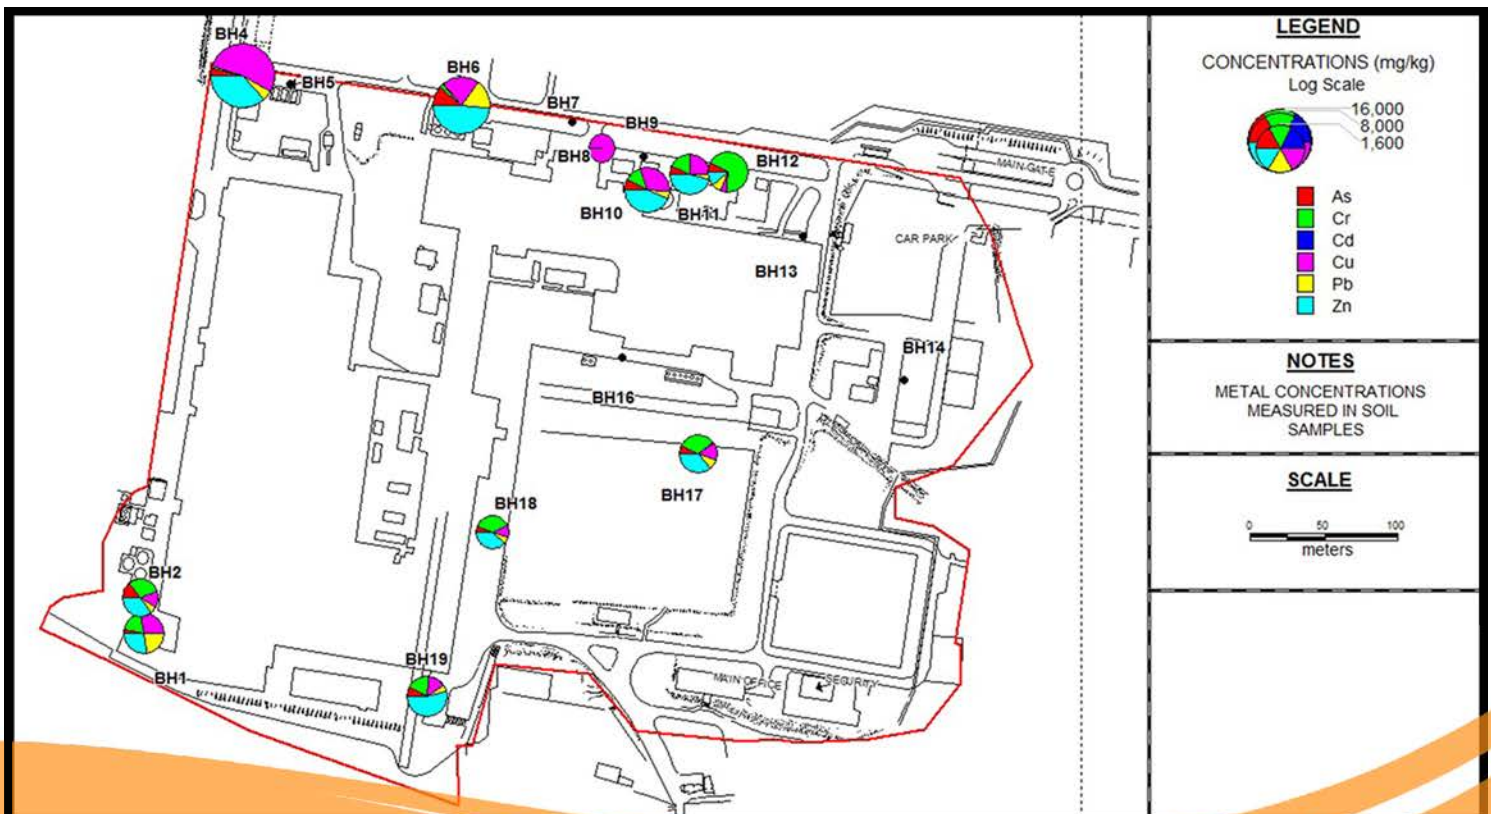 BH4
BH5
BH6
BH7
BH9
BH8
BH12
BH10
BH11
BH13
MAIN GATE
CAR PARK
BH14
BH16
BH17
BH18
BH2
BH1
BH19
MAIN OFFICE
SECURITY
LEGEND
CONCENTRATIONS (mg/kg)
Log Scale
16,000
8,000
1,600
As
Cr
Cd
Cu
Pb
Zn
NOTES
METAL CONCENTRATIONS
MEASURED IN SOIL
SAMPLES
SCALE
0 50 100
meters